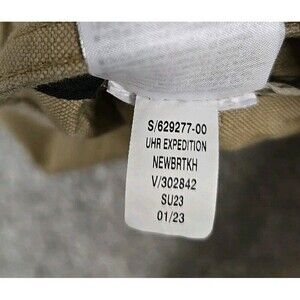 S/629277-00
UHR EXPEDITION
NEWBRTKH
V/302842
SU23
01/23